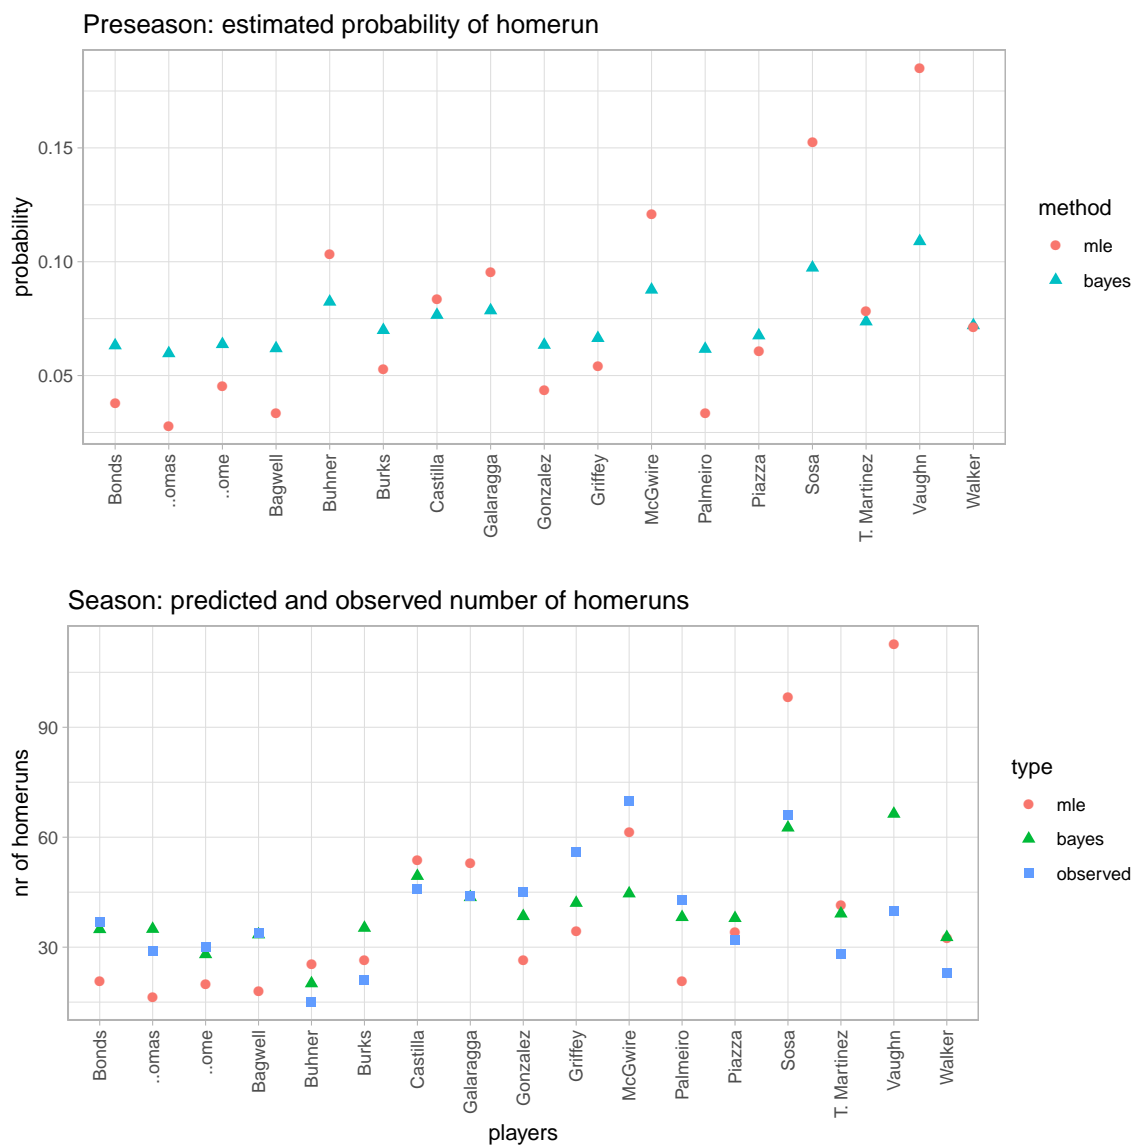 Preseason: estimated probability of homerun
probability
0.15
0.10
0.05
Bonds
..omas
..ome
Bagwell
Buhner
Burks
Castilla
Galaragga
Gonzalez
Griffey
McGwire
Palmeiro
Piazza
Sosa
T. Martinez
Vaughn
Walker
method
mle
bayes
Season: predicted and observed number of homeruns
nr of homeruns
90
60
30
Bonds
..omas
..ome
Bagwell
Buhner
Burks
Castilla
Galaragga
Gonzalez
Griffey
McGwire
Palmeiro
Piazza
Sosa
T. Martinez
Vaughn
Walker
players
type
mle
bayes
observed